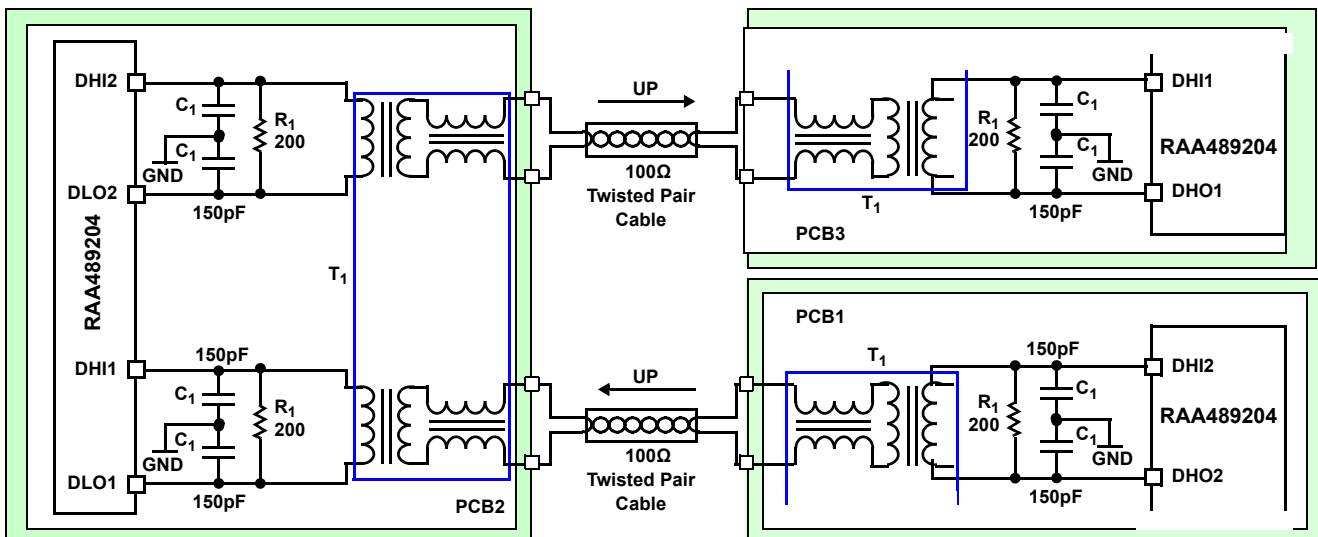 DHI2
C1
R1
200
C1
GND
DLO2
150pF
RAA489204
T1
150pF
DHI1
C1
R1
200
C1
GND
DLO1
150pF
PCB2
UP
100Ω
Twisted Pair
Cable
UP
100Ω
Twisted Pair
Cable
DHI1
C1
R1
200
C1
GND
RAA489204
DHO1
150pF
T1
PCB3
PCB1
T1
150pF
DHI2
C1
R1
200
C1
GND
RAA489204
DHO2
150pF